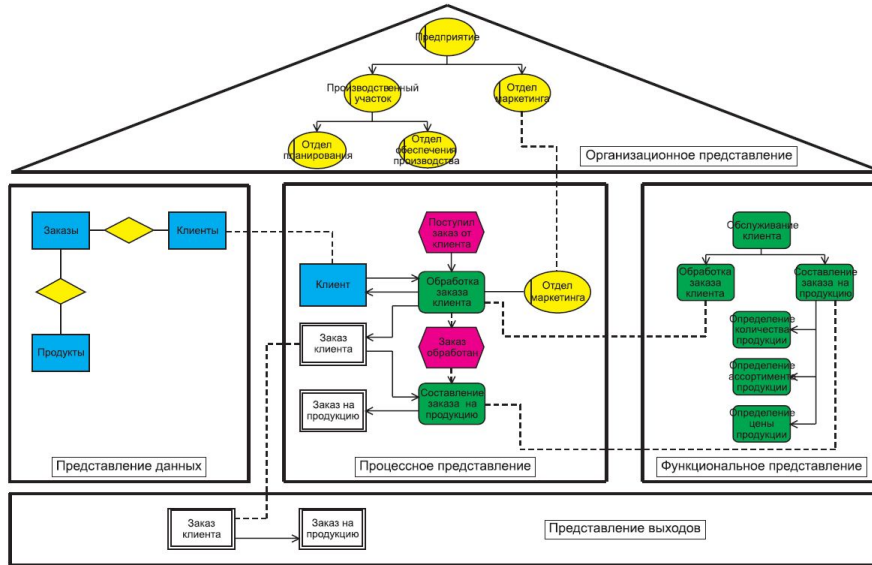 Предприятие
Производственный
участок
Отдел
маркетинга
Отдел
планирования
Отдел
обеспечения
производства
Организационное представление
Заказы
Клиенты
Продукты
Представление данных
Поступил
заказ от
клиента
Клиент
Обработка
заказа
клиента
Отдел
маркетинга
Заказ
клиента
Заказ
обработан
Заказ на
продукцию
Составление
заказа на
продукцию
Процессное представление
Обслуживание
клиента
Обработка
заказа
клиента
Составление
заказа на
продукцию
Определение
количества
продукции
Определение
ассортимента
продукции
Определение
цены
продукции
Функциональное представление
Заказ
клиента
Заказ на
продукцию
Представление выходов